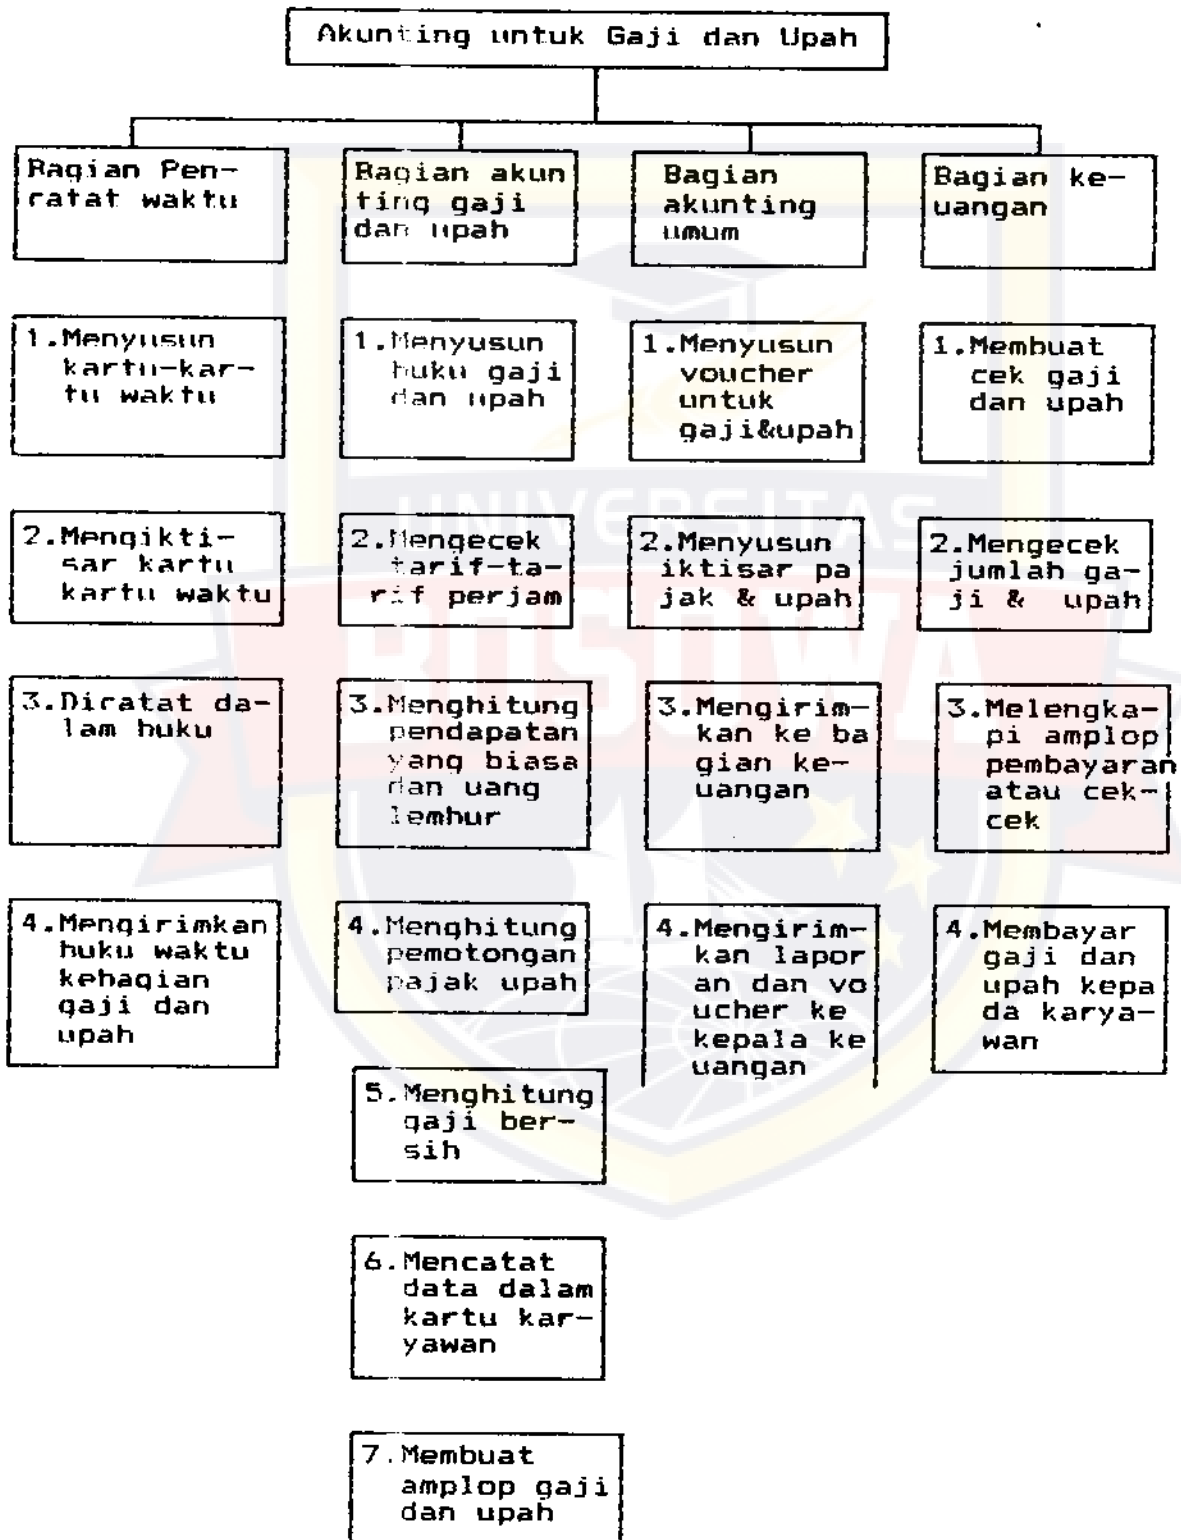 Akunting untuk Gaji dan Upah
Bagian Pen-
catat waktu
Bagian akun
ting gaji
dan upah
Bagian
akunting
umum
Bagian ke-
uangan
1.Menyusun
kartu-kar-
tu waktu
1.Menyusun
buku gaji
dan upah
1.Menyusun
voucher
untuk
gaji&upah
1.Membuat
cek gaji
dan upah
2.Mengikti-
sar kartu
kartu waktu
2.Mengecek
tarif-ta-
rif perjam
2.Menyusun
iktisar pa
jak & upah
2.Mengecek
jumlah ga-
ji & upah
3.Dicatat da-
lam buku
3.Menghitung
pendapatan
yang biasa
dan uang
lembur
3.Mengirim-
kan ke ba
gian ke-
uangan
3.Melengka-
pi amplop
pembayaran
atau cek-
cek
4.Mengirimkan
buku waktu
kebagian
gaji dan
upah
4.Menghitung
pemotongan
pajak upah
4.Mengirim-
kan lapor
an dan vo
ucher ke
kepala ke
uangan
4.Membayar
gaji dan
upah kepa
da karya-
wan
5.Menghitung
gaji ber-
sih
6.Mencatat
data dalam
kartu kar-
yawan
7.Membuat
amplop gaji
dan upah
UNIVERSITAS
BOSOWA